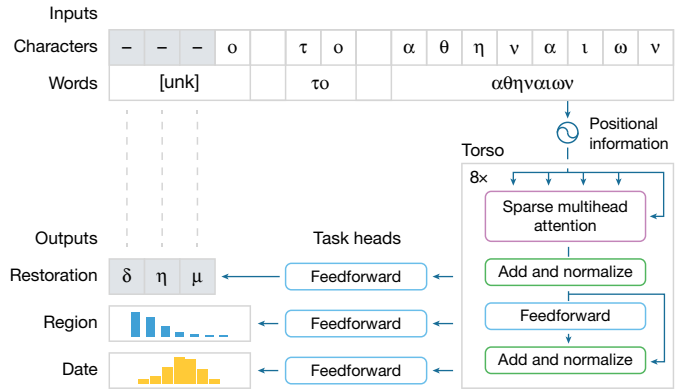 Inputs
Characters – – – ο τ ο α θ η ν α ι ω ν
Words [unk] το αθηναιων
Positional information
Torso
8×
Sparse multihead attention
Outputs Task heads
Add and normalize
Restoration δ η μ Feedforward
Region Feedforward Feedforward
Date Feedforward Add and normalize